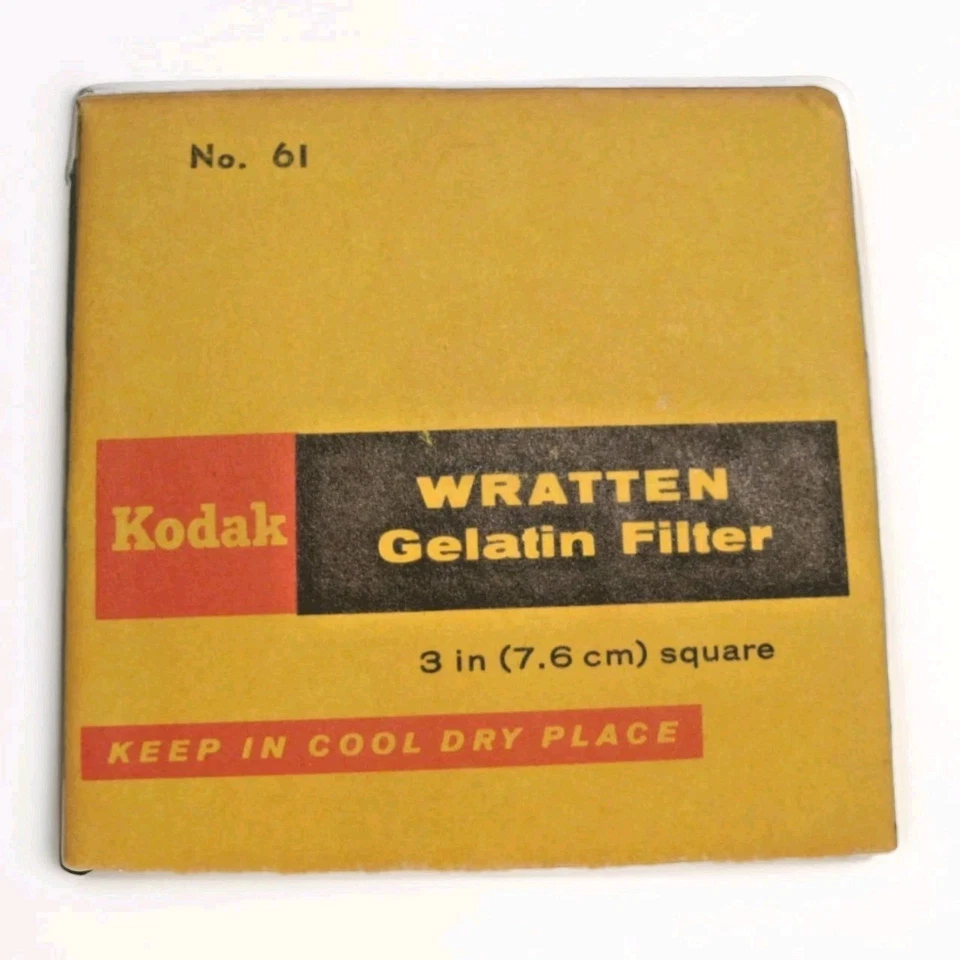 No. 61
Kodak
WRATTEN
Gelatin Filter
3 in (7.6 cm) square
KEEP IN COOL DRY PLACE